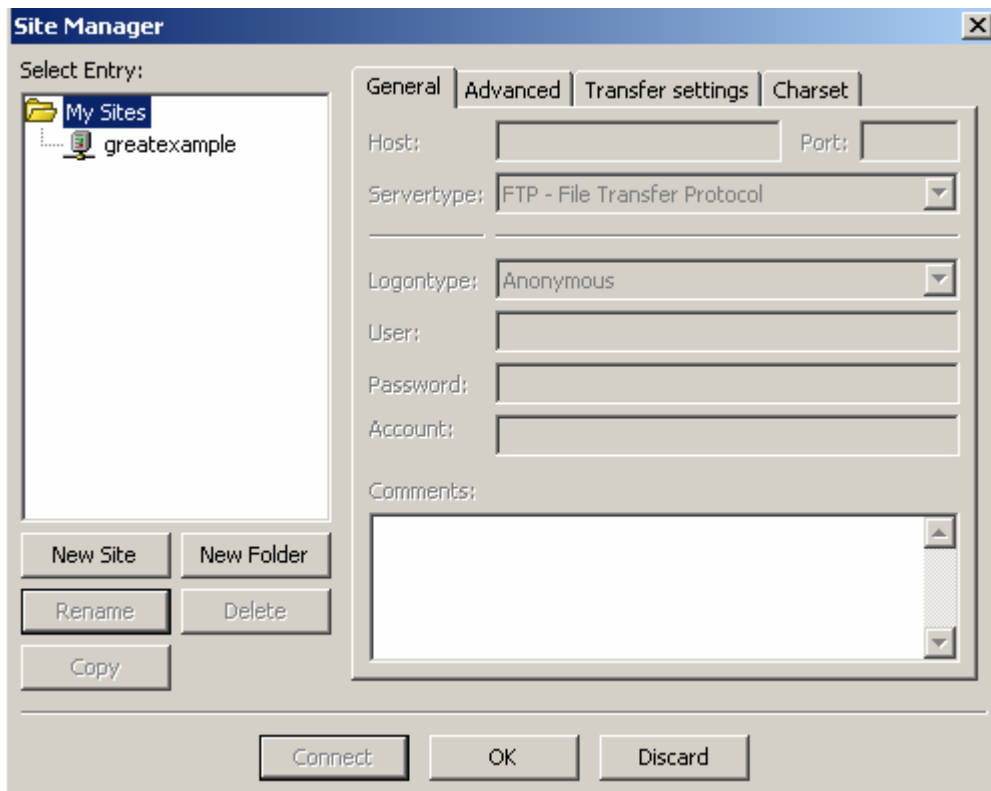 Site Manager
Select Entry:
My Sites
greatexample
New Site
New Folder
Rename
Delete
Copy
General
Advanced
Transfer settings
Charset
Host:
Port:
Servertype:
FTP - File Transfer Protocol
Logontype:
Anonymous
User:
Password:
Account:
Comments:
Connect
OK
Discard